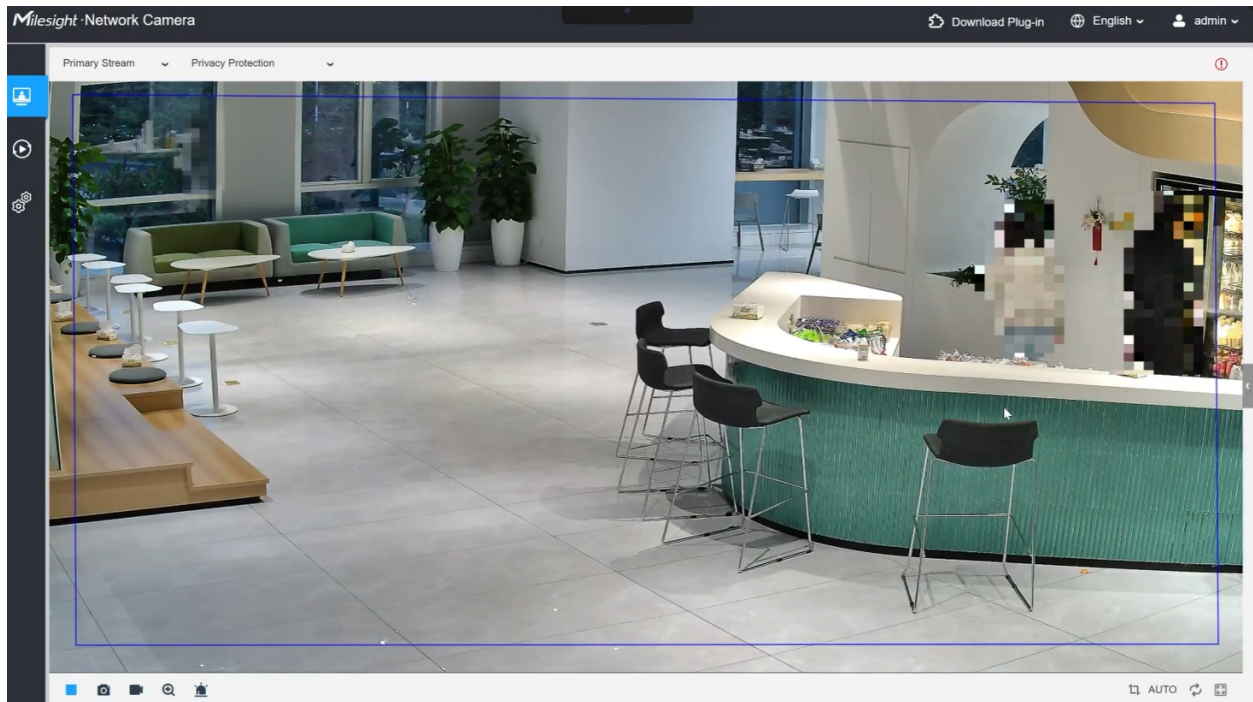 Milesight·Network Camera
Download Plug-in
English
admin
Primary Stream
Privacy Protection
AUTO